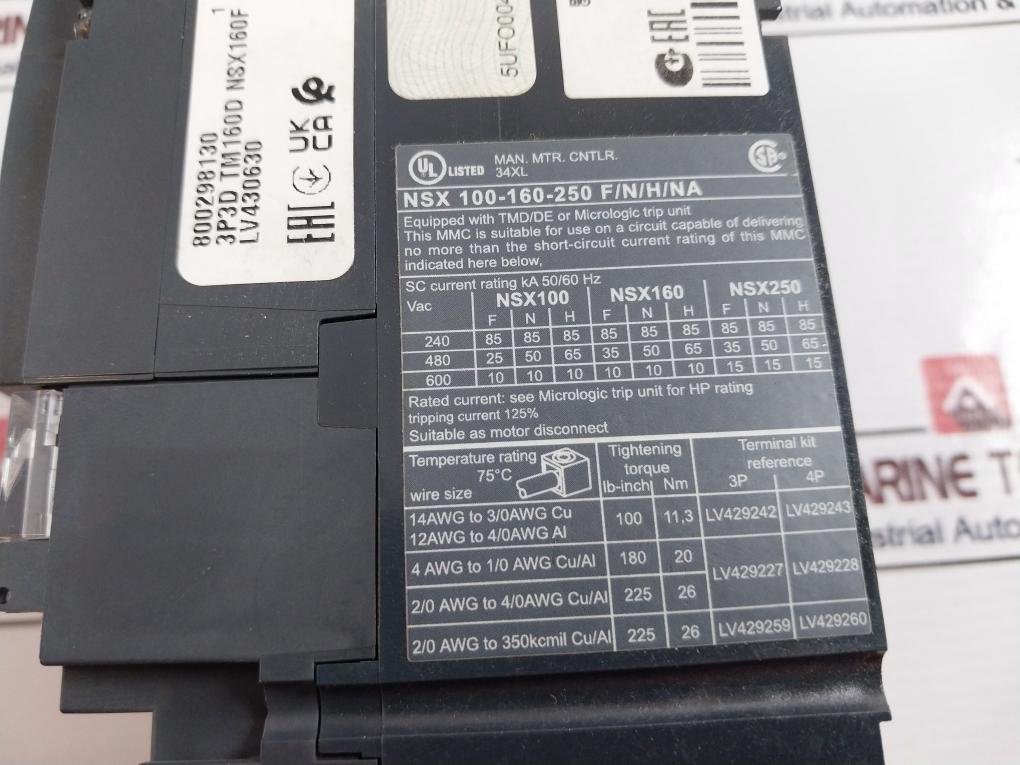 800298130 1
3P3D TM160D NSX160F
LV430630
EAC UK CA
5UF0004
EAC
UL LISTED MAN. MTR. CNTLR.
34XL
NSX 100-160-250 F/N/H/NA
Equipped with TMD/DE or Micrologic trip unit
This MMC is suitable for use on a circuit capable of delivering
no more than the short-circuit current rating of this MMC
indicated here below,
SC current rating kA 50/60 Hz
Vac NSX100 NSX160 NSX250
F N H F N H F N H
240 85 85 85 85 85 85 85 85 85
480 25 50 65 35 50 65 35 50 65
600 10 10 10 10 10 10 15 15 15
Rated current: see Micrologic trip unit for HP rating
tripping current 125%
Suitable as motor disconnect
Temperature rating Tightening Terminal kit
75°C torque reference
wire size lb-inch Nm 3P 4P
14AWG to 3/0AWG Cu
12AWG to 4/0AWG Al 100 11,3 LV429242 LV429243
4 AWG to 1/0 AWG Cu/Al 180 20 LV429227 LV429228
2/0 AWG to 4/0AWG Cu/Al 225 26
2/0 AWG to 350kcmil Cu/Al 225 26 LV429259 LV429260
strial Automation &
ARINE T
strial Automation